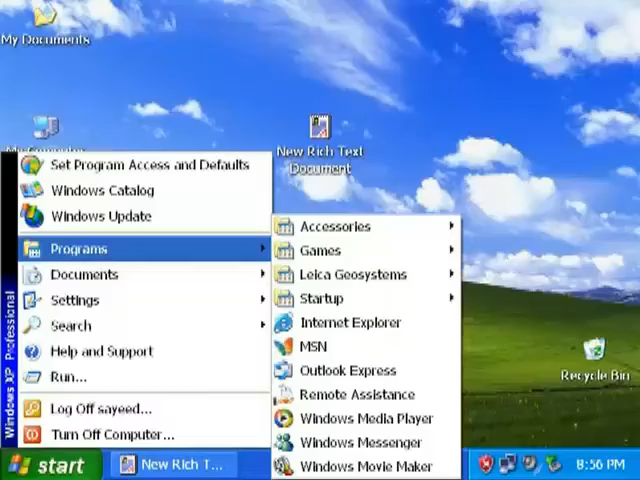 My Documents
My Computer
New Rich Text
Document
Set Program Access and Defaults
Windows Catalog
Windows Update
Programs
Documents
Settings
Search
Help and Support
Run...
Log Off sayeed...
Turn Off Computer...
Windows XP Professional
Accessories
Games
Leica Geosystems
Startup
Internet Explorer
MSN
Outlook Express
Remote Assistance
Windows Media Player
Windows Messenger
Windows Movie Maker
Recycle Bin
start
New Rich T...
8:56 PM